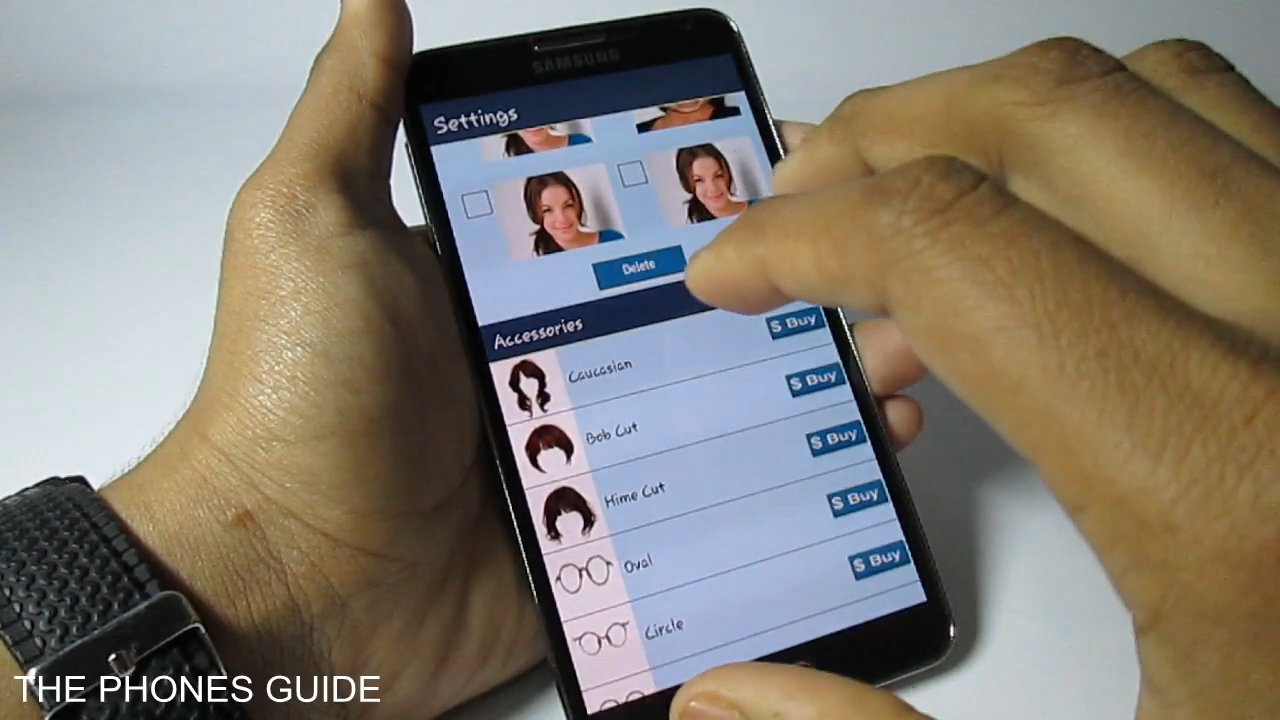 SAMSUNG
Settings
Delete
Accessories
$ Buy
Caucasian
$ Buy
Bob Cut
$ Buy
Hime Cut
$ Buy
Oval
$ Buy
Circle
THE PHONES GUIDE